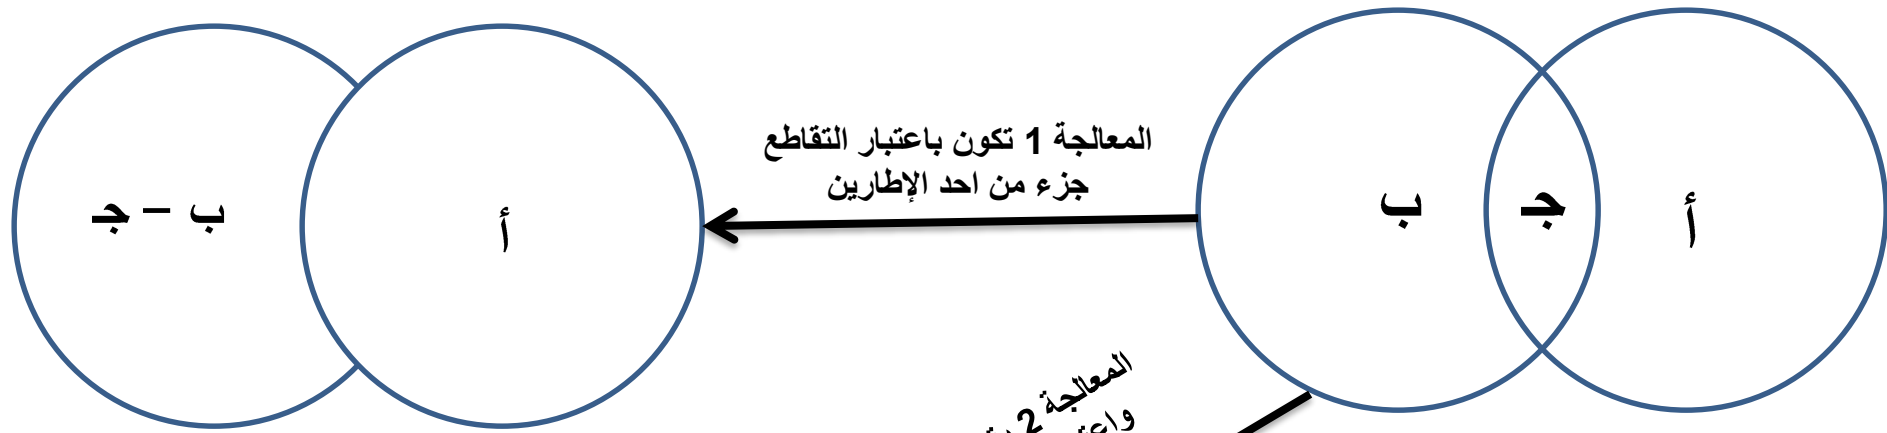 أ
جـ
ب
المعالجة 1 تكون باعتبار التقاطع
جزء من احد الإطارين
أ
ب – جـ
المعالجة 2